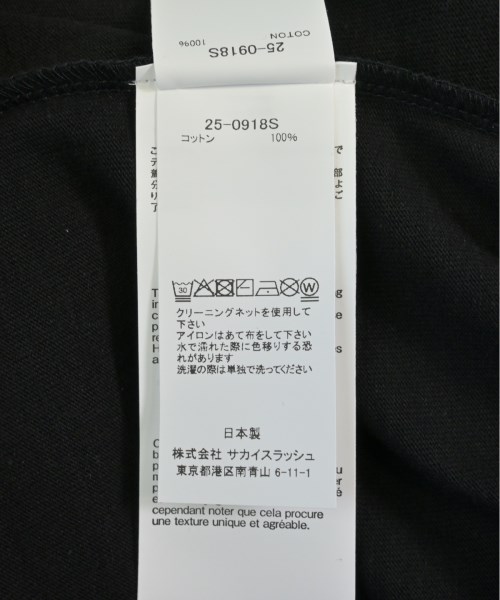 COTON 100%
25-0918S
25-0918S
コットン 100%
30
W
クリーニングネットを使用して
下さい
アイロンはあて布をして下さい
水で濡れた際に色移りする恐
れがあります
洗濯の際は単独で洗ってください
日本製
株式会社 サカイスラッシュ
東京都港区南青山 6-11-1
cependant noter que cela procure
une texture unique et agréable.